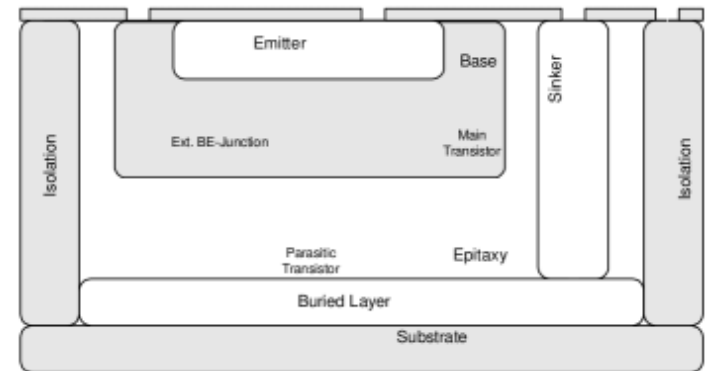 Emitter
Base
Sinker
Isolation
Ext. BE-Junction
Main
Transistor
Isolation
Parasitic
Transistor
Epitaxy
Buried Layer
Substrate